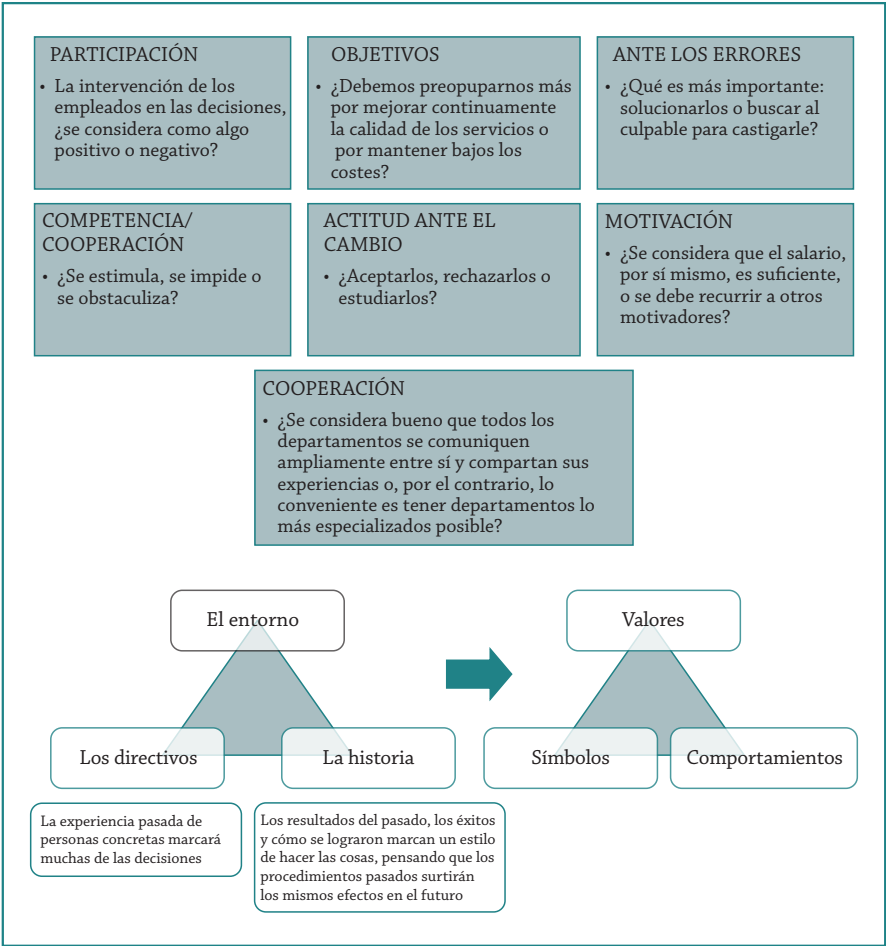 PARTICIPACIÓN
• La intervención de los
empleados en las decisiones,
¿se considera como algo
positivo o negativo?
OBJETIVOS
• ¿Debemos preopuparnos más
por mejorar continuamente
la calidad de los servicios o
por mantener bajos los
costes?
ANTE LOS ERRORES
• ¿Qué es más importante:
solucionarlos o buscar al
culpable para castigarle?
COMPETENCIA/
COOPERACIÓN
• ¿Se estimula, se impide o
se obstaculiza?
ACTITUD ANTE EL
CAMBIO
• ¿Aceptarlos, rechazarlos o
estudiarlos?
MOTIVACIÓN
• ¿Se considera que el salario,
por sí mismo, es suficiente,
o se debe recurrir a otros
motivadores?
COOPERACIÓN
• ¿Se considera bueno que todos los
departamentos se comuniquen
ampliamente entre sí y compartan sus
experiencias o, por el contrario, lo
conveniente es tener departamentos lo
más especializados posible?
El entorno
Los directivos
La historia
La experiencia pasada de
personas concretas marcará
muchas de las decisiones
Los resultados del pasado, los éxitos
y cómo se lograron marcan un estilo
de hacer las cosas, pensando que los
procedimientos pasados surtirán
los mismos efectos en el futuro
Valores
Símbolos
Comportamientos